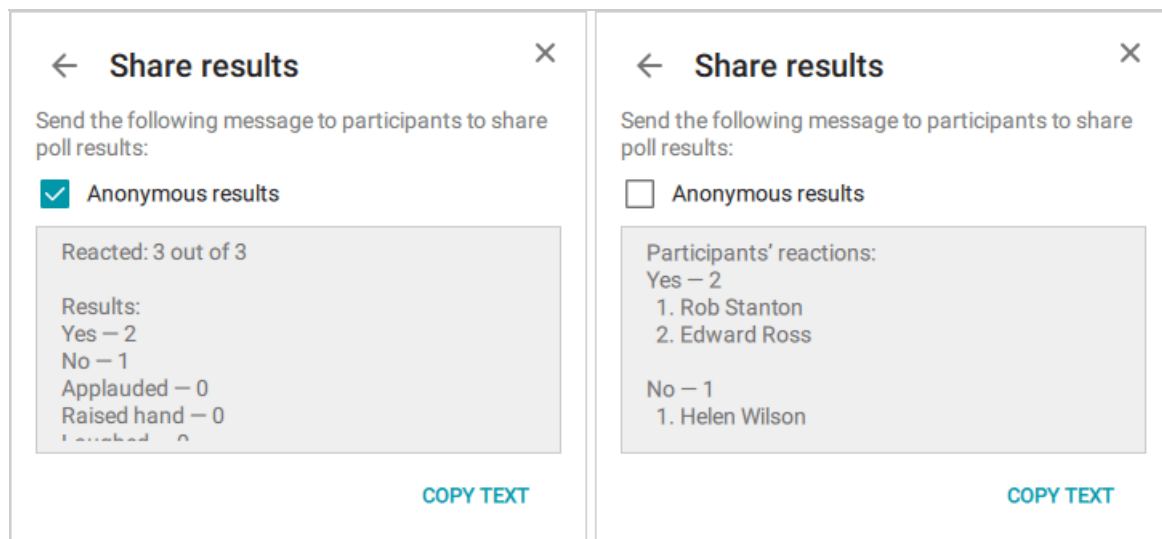 Share results
Send the following message to participants to share
poll results:
Anonymous results
Reacted: 3 out of 3
Results:
Yes — 2
No — 1
Applauded — 0
Raised hand — 0
Laughed — 0
COPY TEXT
Share results
Send the following message to participants to share
poll results:
Anonymous results
Participants’ reactions:
Yes — 2
1. Rob Stanton
2. Edward Ross
No — 1
1. Helen Wilson
COPY TEXT